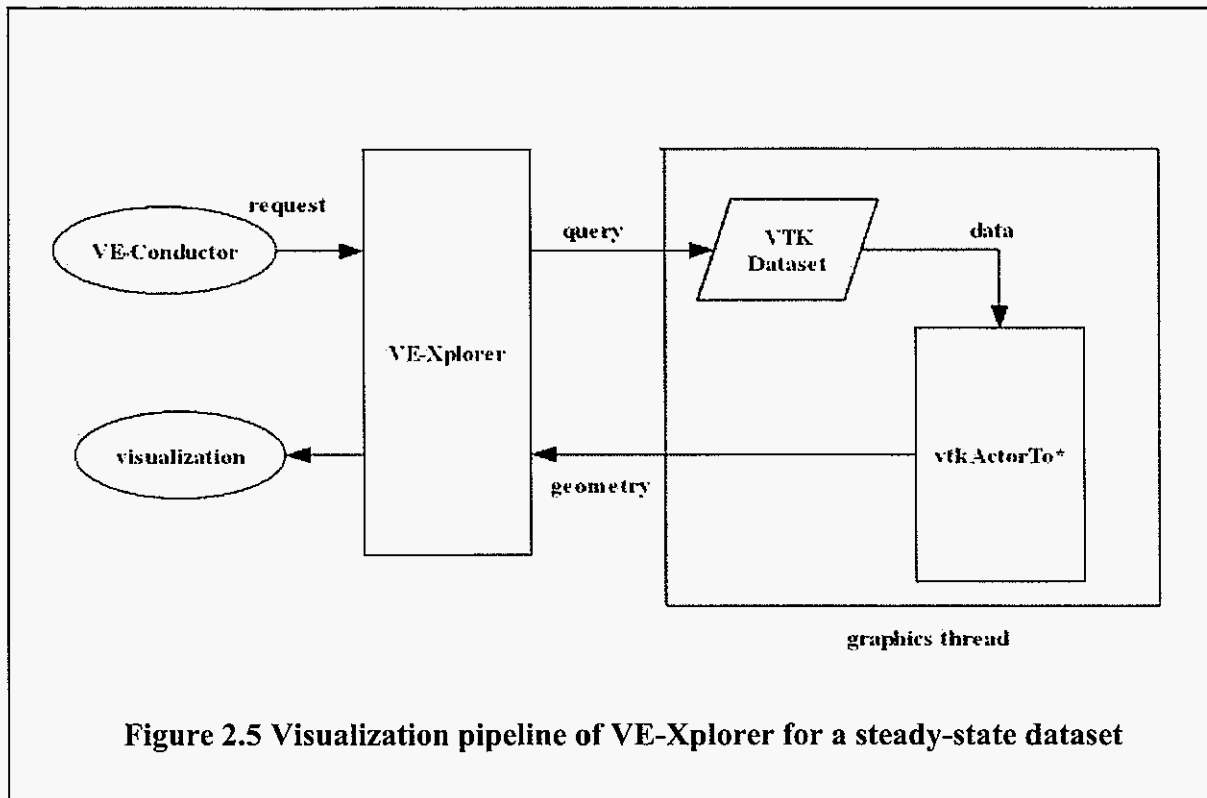 request
VE-Conductor
query
VTK
Dataset
data
VE-Xplorer
vtkActorTo*
visualization
geometry
graphics thread
Figure 2.5 Visualization pipeline of VE-Xplorer for a steady-state dataset